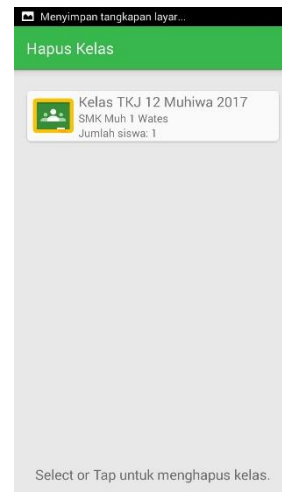 Menyimpan tangkapan layar...
Hapus Kelas
Kelas TKJ 12 Muhiwa 2017
SMK Muh 1 Wates
Jumlah siswa: 1
Select or Tap untuk menghapus kelas.